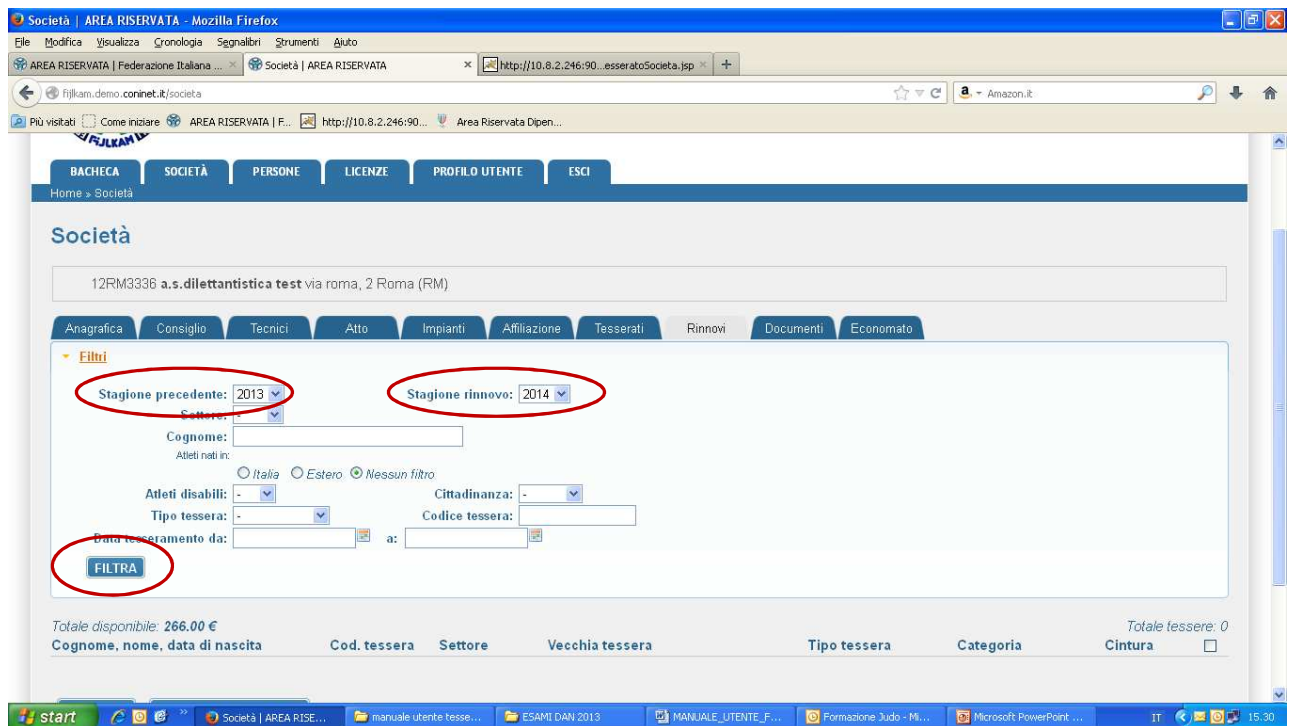 Società | AREA RISERVATA - Mozilla Firefox
File Modifica Visualizza Cronologia Segnalibri Strumenti Aiuto
AREA RISERVATA | Federazione Italiana ... × Società | AREA RISERVATA × http://10.8.2.246:90...esseratoSocieta.jsp × +
fijlkam.demo.coninet.it/societa Amazon.it
Più visitati Come iniziare AREA RISERVATA | F... http://10.8.2.246:90... Area Riservata Dipen...
FIJLKAM
BACHECA SOCIETÀ PERSONE LICENZE PROFILO UTENTE ESCI
Home » Società
Società
12RM3336 a.s.dilettantistica test via roma, 2 Roma (RM)
Anagrafica Consiglio Tecnici Atto Impianti Affiliazione Tesserati Rinnovi Documenti Economato
Filtri
Stagione precedente: 2013 Stagione rinnovo: 2014
Settore: -
Cognome:
Atleti nati in:
Italia Estero Nessun filtro
Atleti disabili: - Cittadinanza: -
Tipo tessera: - Codice tessera:
Data tesseramento da: a:
FILTRA
Totale disponibile: 266.00 € Totale tessere: 0
Cognome, nome, data di nascita Cod. tessera Settore Vecchia tessera Tipo tessera Categoria Cintura
start » Società | AREA RISE... manuale utente tesse... ESAMI DAN 2013 MANUALE_UTENTE_F... Formazione Judo - Mi... Microsoft PowerPoint ... IT 15.30